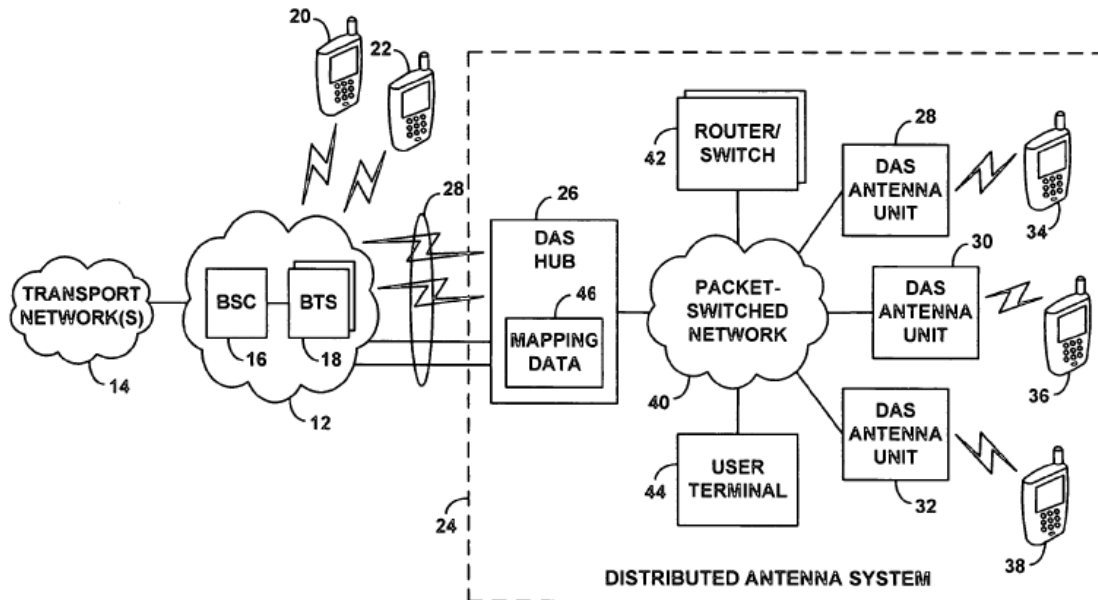 20
22
28
26
DAS
HUB
46
MAPPING
DATA
ROUTER/
SWITCH
42
28
DAS
ANTENNA
UNIT
34
30
DAS
ANTENNA
UNIT
36
TRANSPORT
NETWORK(S)
14
BSC
16
BTS
18
12
PACKET-
SWITCHED
NETWORK
40
DAS
ANTENNA
UNIT
32
38
USER
TERMINAL
44
24
DISTRIBUTED ANTENNA SYSTEM